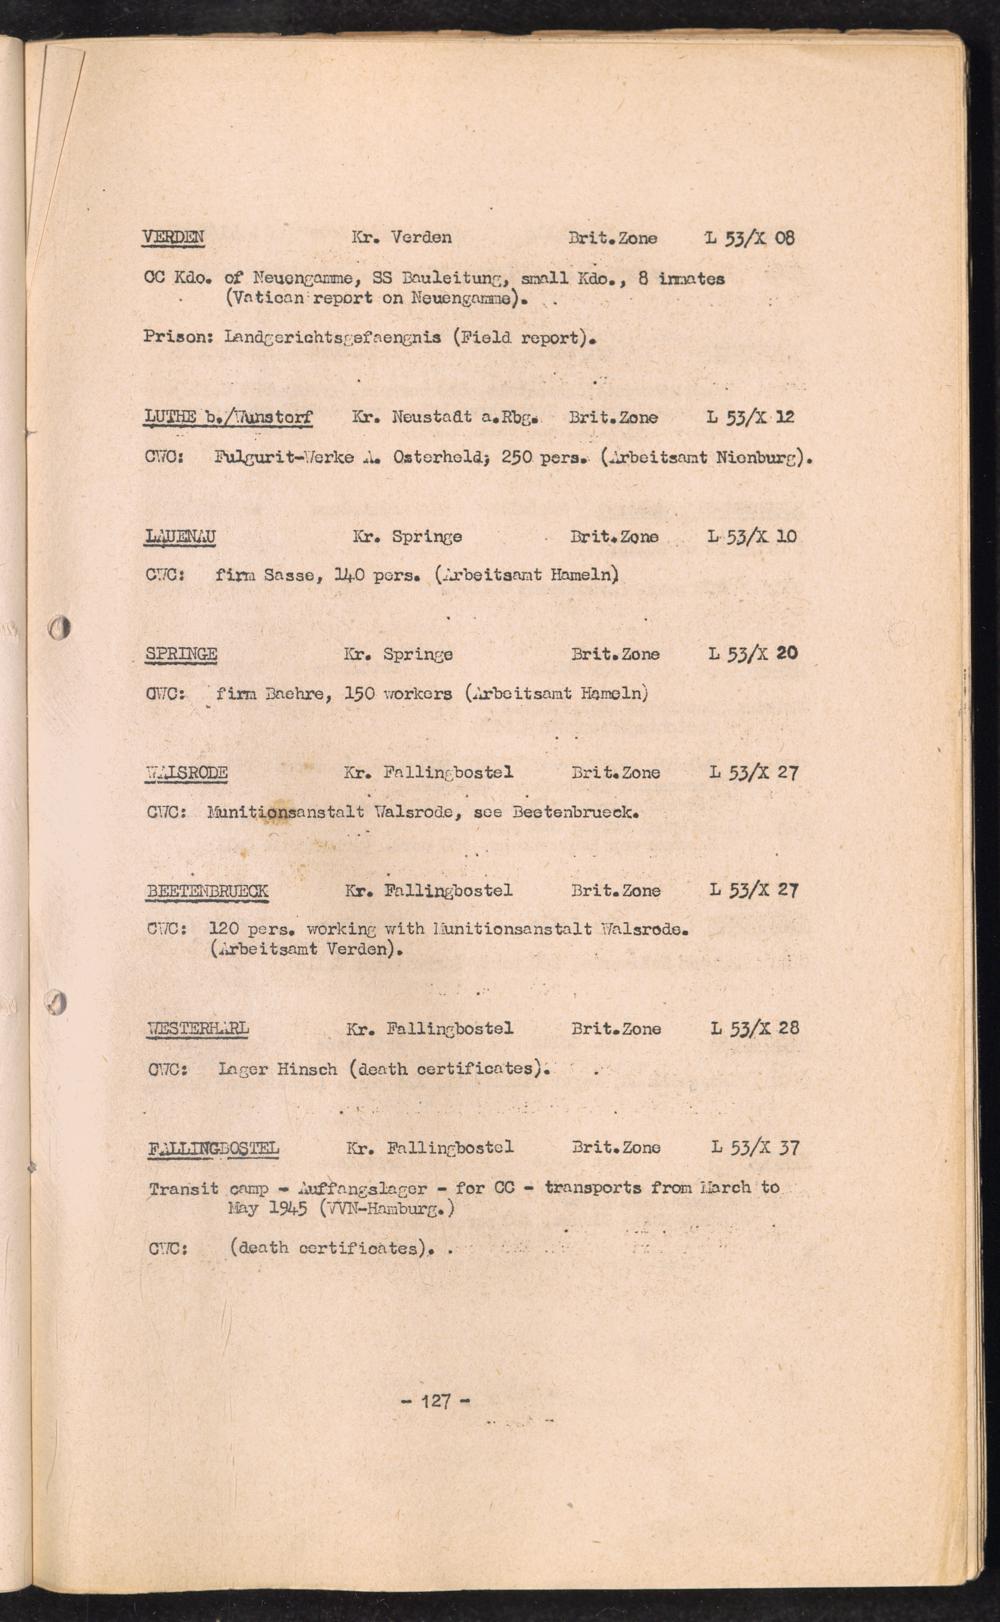 VERDEN Kr. Verden Brit.Zone L 53/X 08
CC Kdo. of Neuengamme, SS Bauleitung, small Kdo., 8 inmates
(Vatican report on Neuengamme).
Prison: Landgerichtsgefaengnis (Field report).
LUTHE b./Wunstorf Kr. Neustadt a.Rbg. Brit.Zone L 53/X 12
CWC: Fulgurit-Werke A. Osterheld; 250 pers. (Arbeitsamt Nienburg).
LAUENAU Kr. Springe Brit.Zone L 53/X 10
CWC: firm Sasse, 140 pers. (Arbeitsamt Hameln)
SPRINGE Kr. Springe Brit.Zone L 53/X 20
CWC: firm Baehre, 150 workers (Arbeitsamt Hameln)
WALSRODE Kr. Fallingbostel Brit.Zone L 53/X 27
CWC: Munitionsanstalt Walsrode, see Beetenbrueck.
BEETENBRUECK Kr. Fallingbostel Brit.Zone L 53/X 27
CWC: 120 pers. working with Munitionsanstalt Walsrode.
(Arbeitsamt Verden).
WESTERHARL Kr. Fallingbostel Brit.Zone L 53/X 28
CWC: Lager Hinsch (death certificates).
FALLINGBOSTEL Kr. Fallingbostel Brit.Zone L 53/X 37
Transit camp - Auffangslager - for CC - transports from March to
May 1945 (VVN-Hamburg.)
CWC: (death certificates).
- 127 -